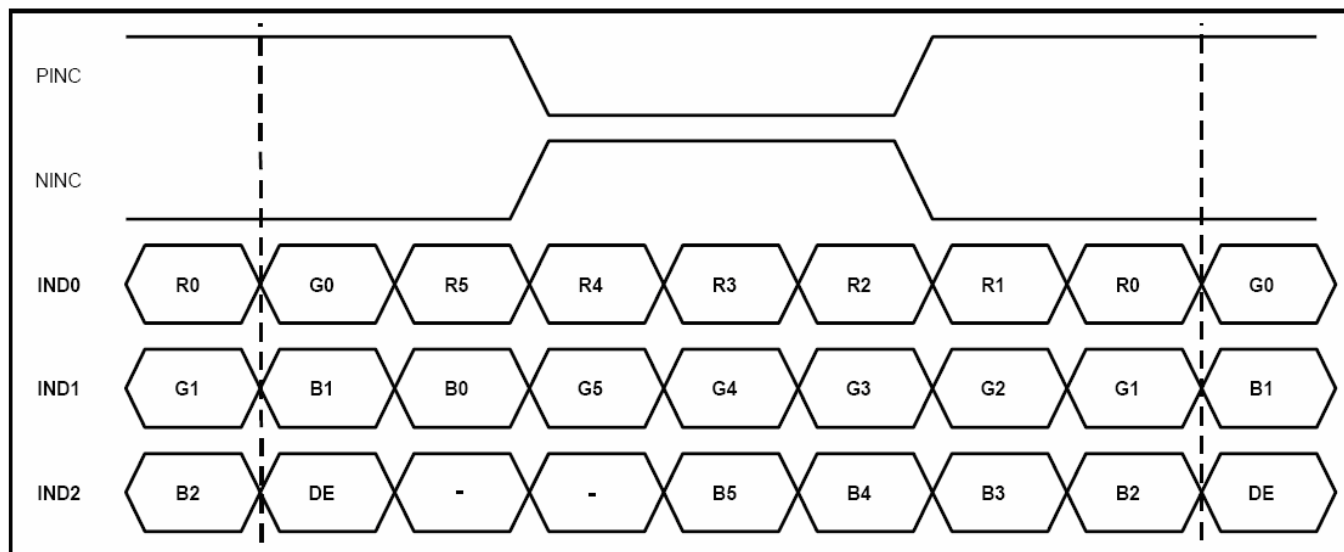 PINC
NINC
IND0 R0 G0 R5 R4 R3 R2 R1 R0 G0
IND1 G1 B1 B0 G5 G4 G3 G2 G1 B1
IND2 B2 DE - - B5 B4 B3 B2 DE